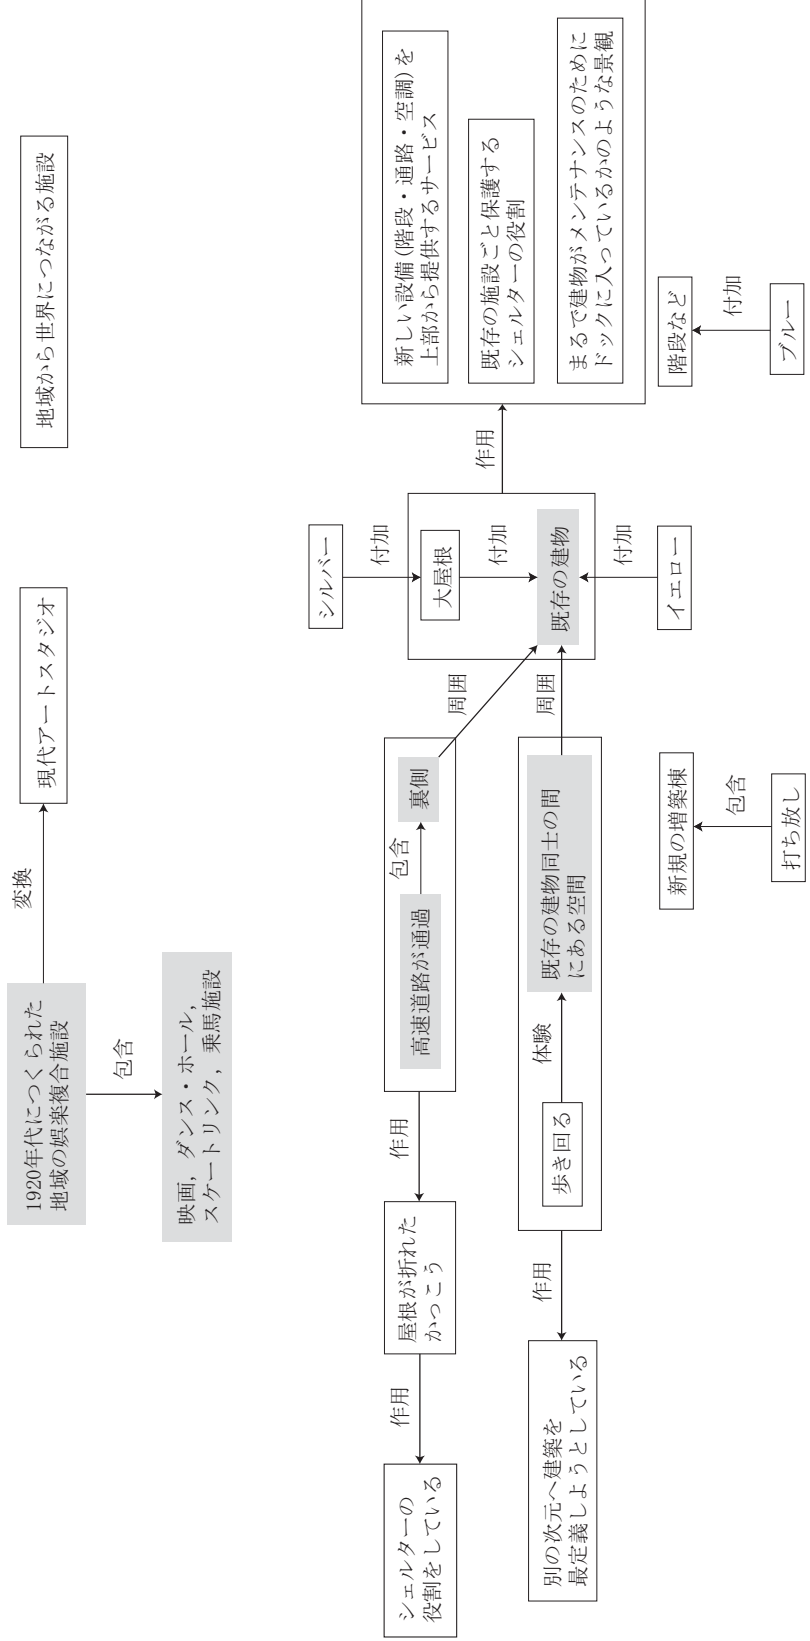 1920年代につくられた
地域の娯楽複合施設
変換
現代アートスタジオ
地域から世界につながる施設
包含
映画，ダンス・ホール，
スケートリンク，乗馬施設
シェルターの
役割をしている
作用
屋根が折れた
かっこう
作用
高速道路が通過
包含
裏側
周囲
別の次元へ建築を
最定義しようとしている
作用
歩き回る
体験
既存の建物同士の間
にある空間
周囲
シルバー
付加
大屋根
付加
既存の建物
付加
イエロー
作用
新しい設備(階段・通路・空調)を
上部から提供するサービス
既存の施設ごと保護する
シェルターの役割
まるで建物がメンテナンスのために
ドックに入っているかのような景観
新規の増築棟
包含
打ち放し
階段など
付加
ブルー